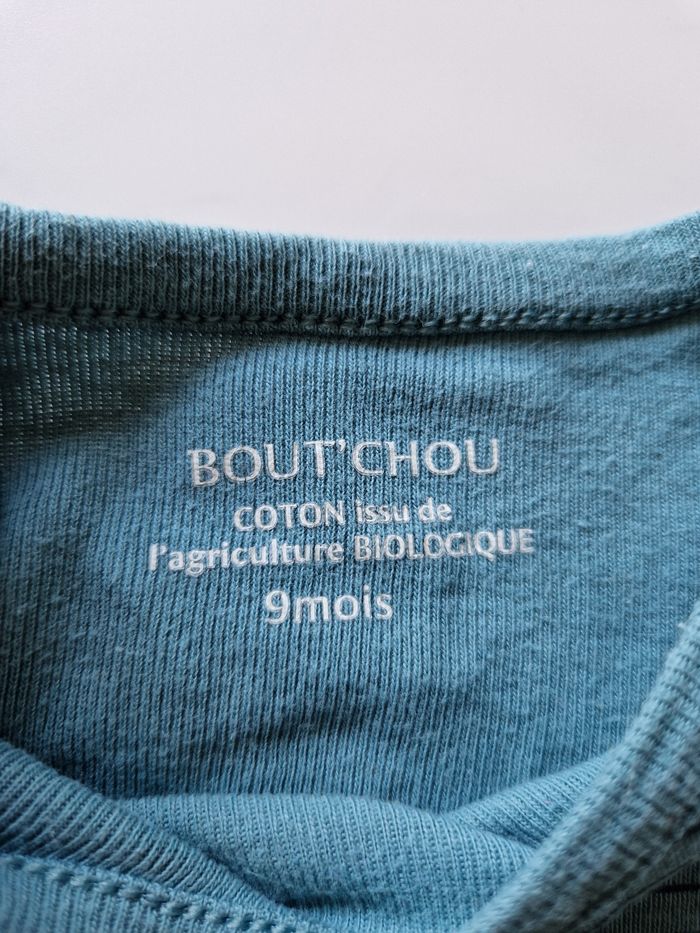 BOUT'CHOU
COTON issu de
l'agriculture BIOLOGIQUE
9mois